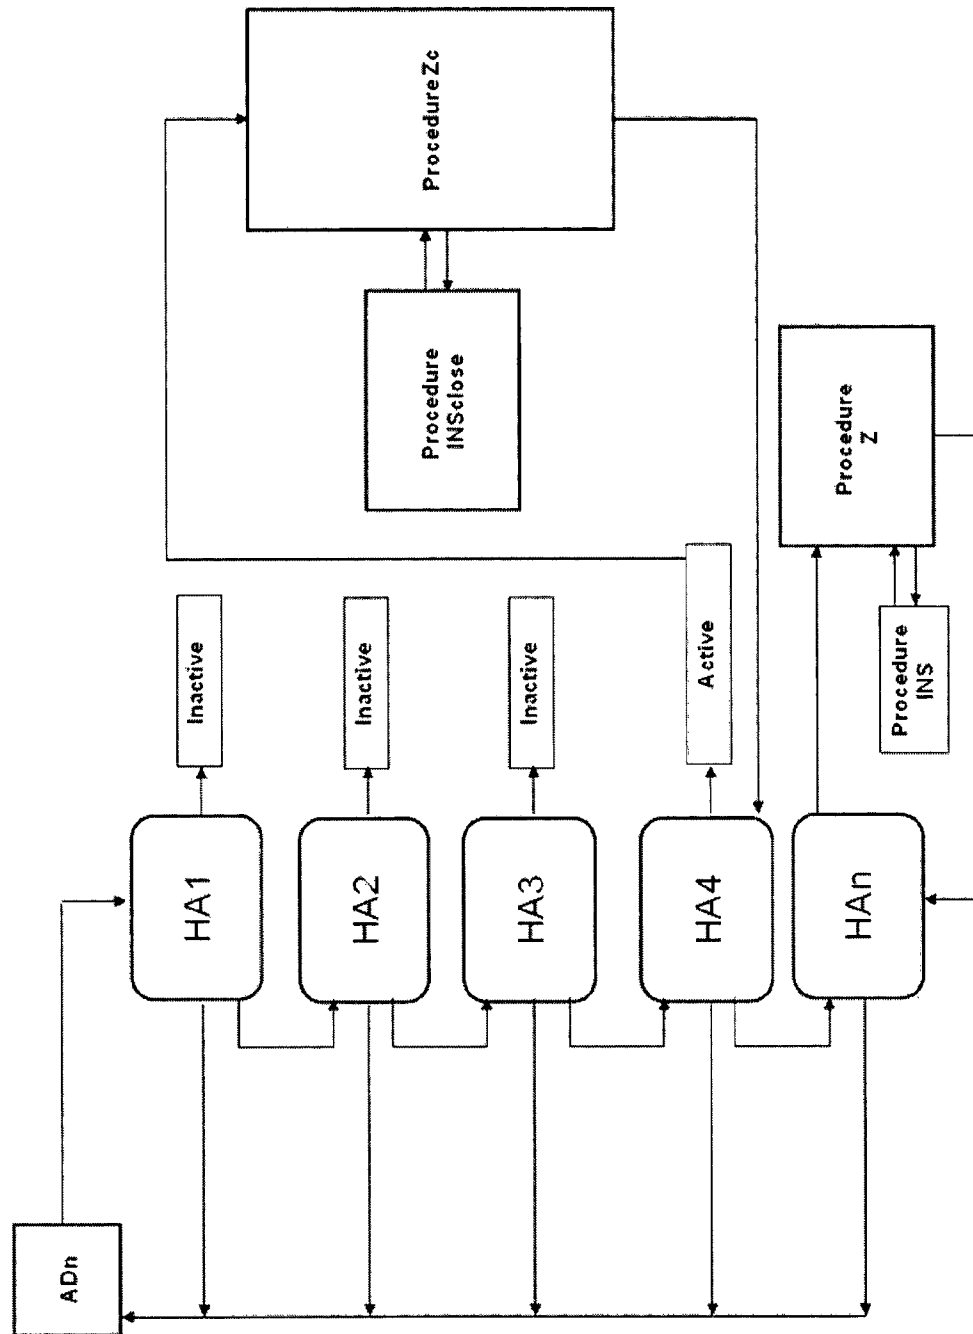 ADn
HA1
HA2
HA3
HA4
HAn
Inactive
Inactive
Inactive
Active
Procedure
INS
Procedure
INSclose
Procedure
Z
Procedure Zc